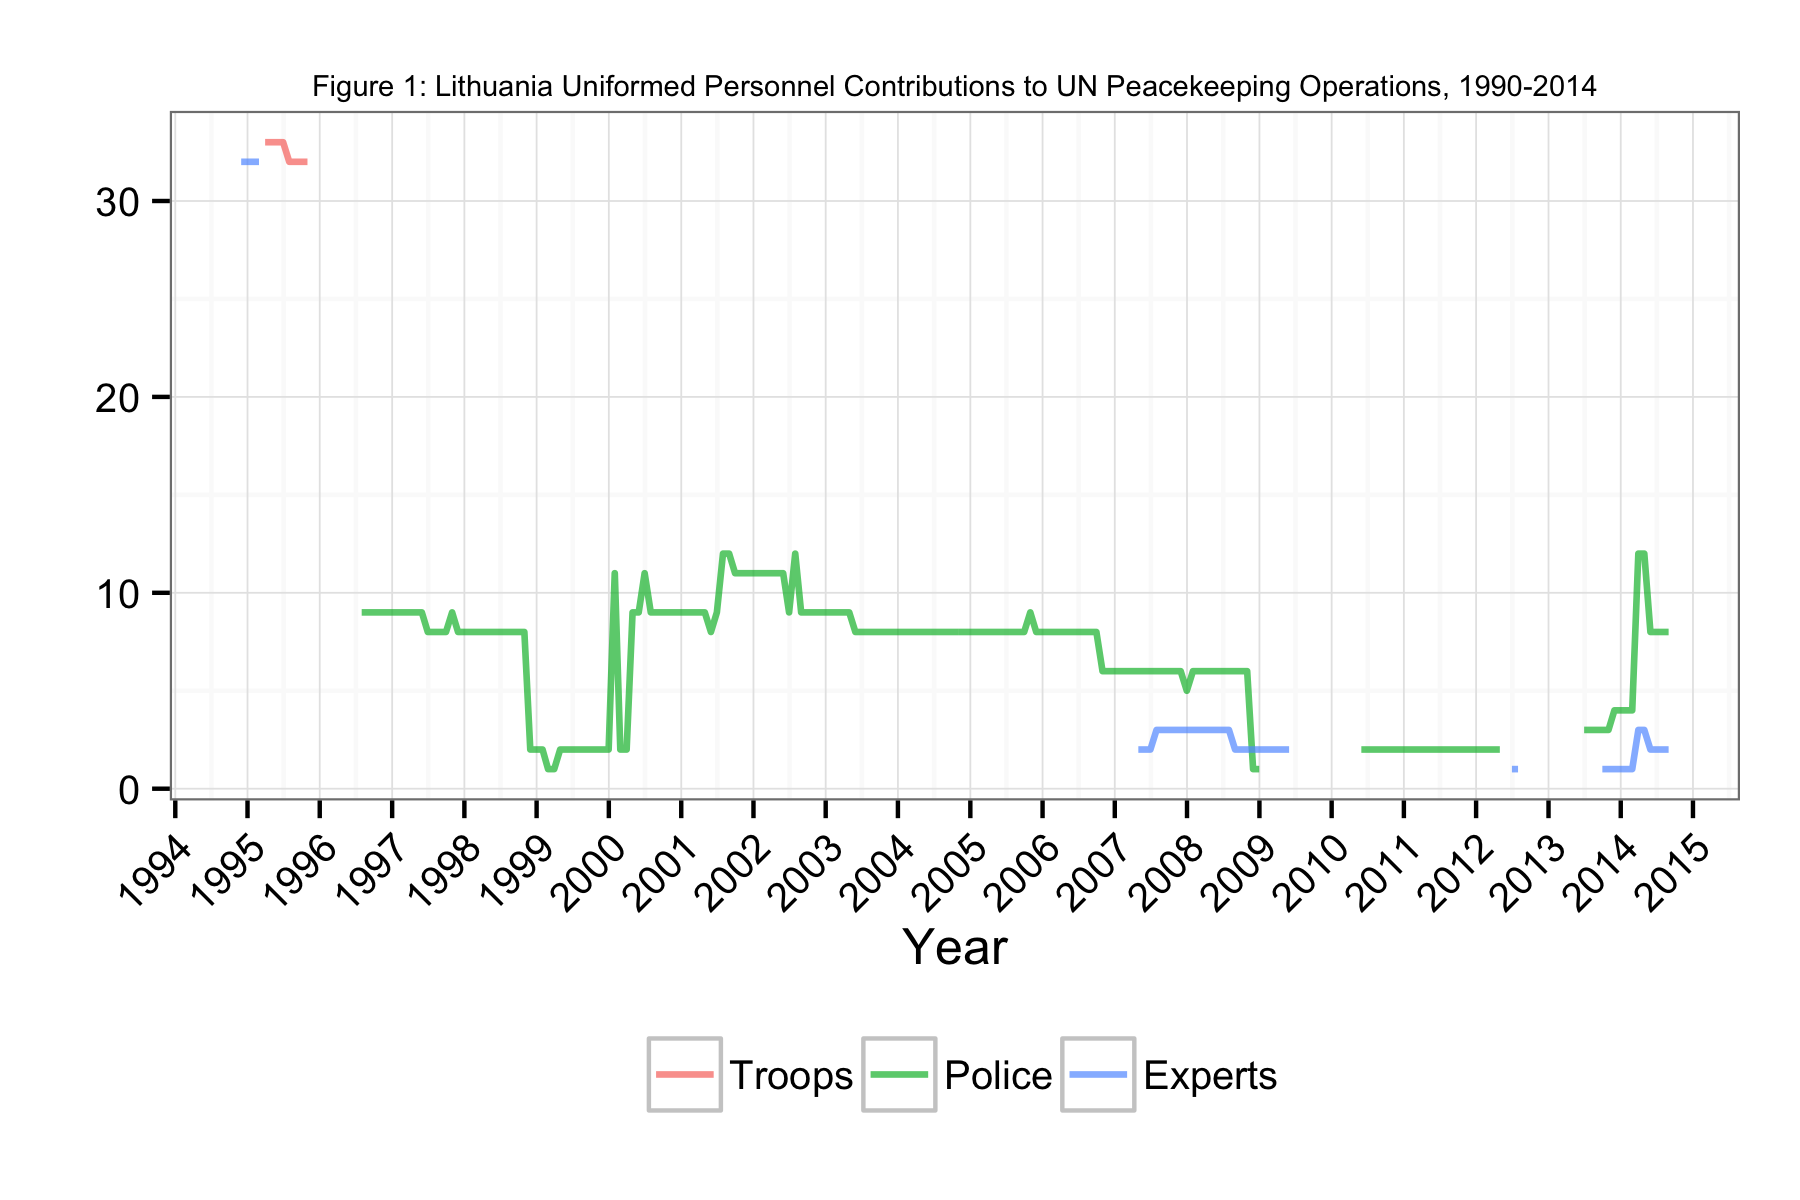 Figure 1: Lithuania Uniformed Personnel Contributions to UN Peacekeeping Operations, 1990-2014
30
20
10
0
1994 1995 1996 1997 1998 1999 2000 2001 2002 2003 2004 2005 2006 2007 2008 2009 2010 2011 2012 2013 2014 2015
Year
Troops Police Experts